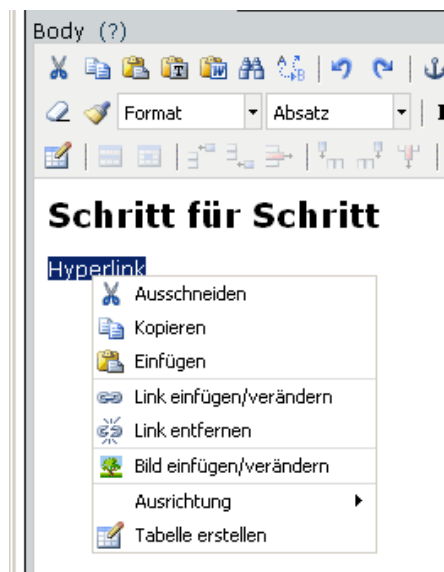 Body (?)
Format Absatz
Schritt für Schritt
Hyperlink
Ausschneiden
Kopieren
Einfügen
Link einfügen/verändern
Link entfernen
Bild einfügen/verändern
Ausrichtung
Tabelle erstellen